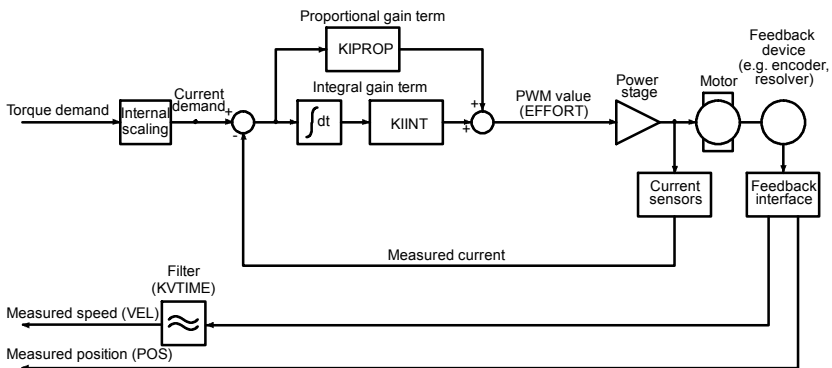 Proportional gain term
KIPROP
Feedback
device
(e.g. encoder,
resolver)
Integral gain term
Power
stage
Motor
Torque demand
Internal
scaling
Current
demand
+
-
∫dt
KIINT
+
+
PWM value
(EFFORT)
Current
sensors
Feedback
interface
Measured current
Filter
(KVTIME)
Measured speed (VEL)
Measured position (POS)